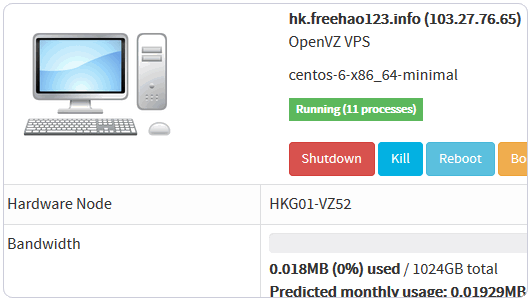 hk.freehao123.info (103.27.76.65)
OpenVZ VPS
centos-6-x86_64-minimal
Running (11 processes)
Shutdown Kill Reboot Bo
Hardware Node HKG01-VZ52
Bandwidth
0.018MB (0%) used / 1024GB total
Predicted monthly usage: 0.01929MB